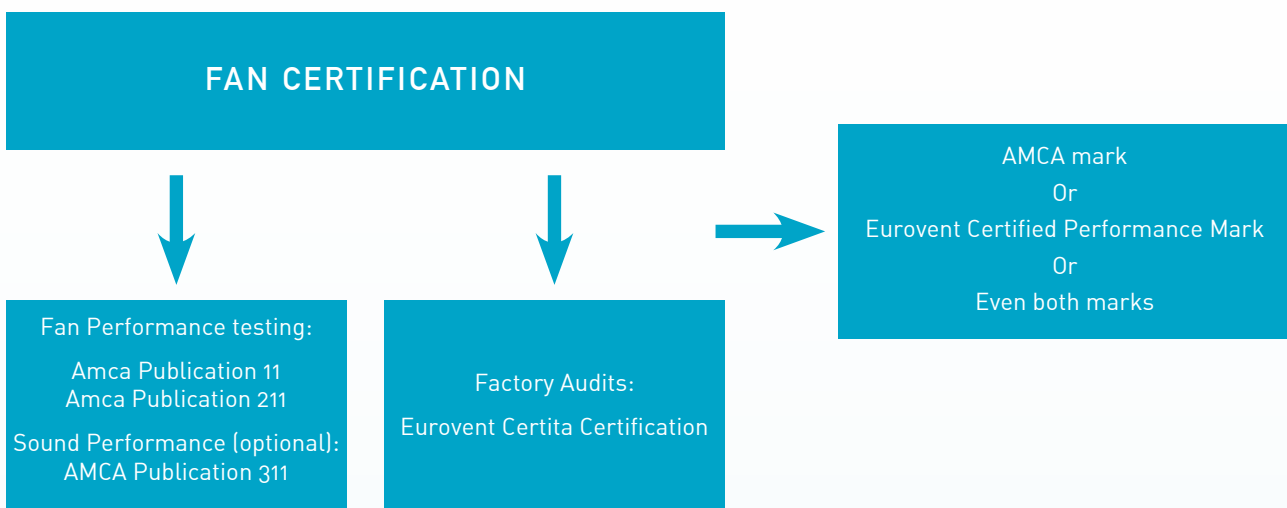 FAN CERTIFICATION
AMCA mark
Or
Eurovent Certified Performance Mark
Or
Even both marks
Fan Performance testing:
Amca Publication 11
Amca Publication 211
Sound Performance (optional):
AMCA Publication 311
Factory Audits:
Eurovent Certita Certification